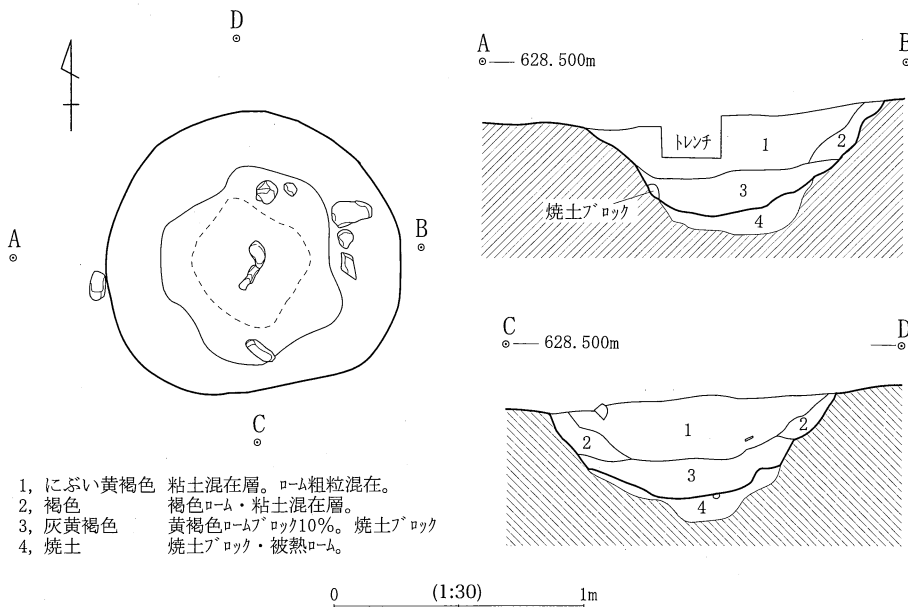 D
A
B
C
A
628.500m
B
トレンチ
1
2
3
焼土ブロック
4
C
628.500m
D
1
2
2
3
4
1, にぶい黄褐色 粘土混在層。ローム粗粒混在。
2, 褐色 褐色ローム・粘土混在層。
3, 灰黄褐色 黄褐色ロームブロック10%。焼土ブロック
4, 焼土 焼土ブロック・被熱ローム。
0 (1:30) 1m